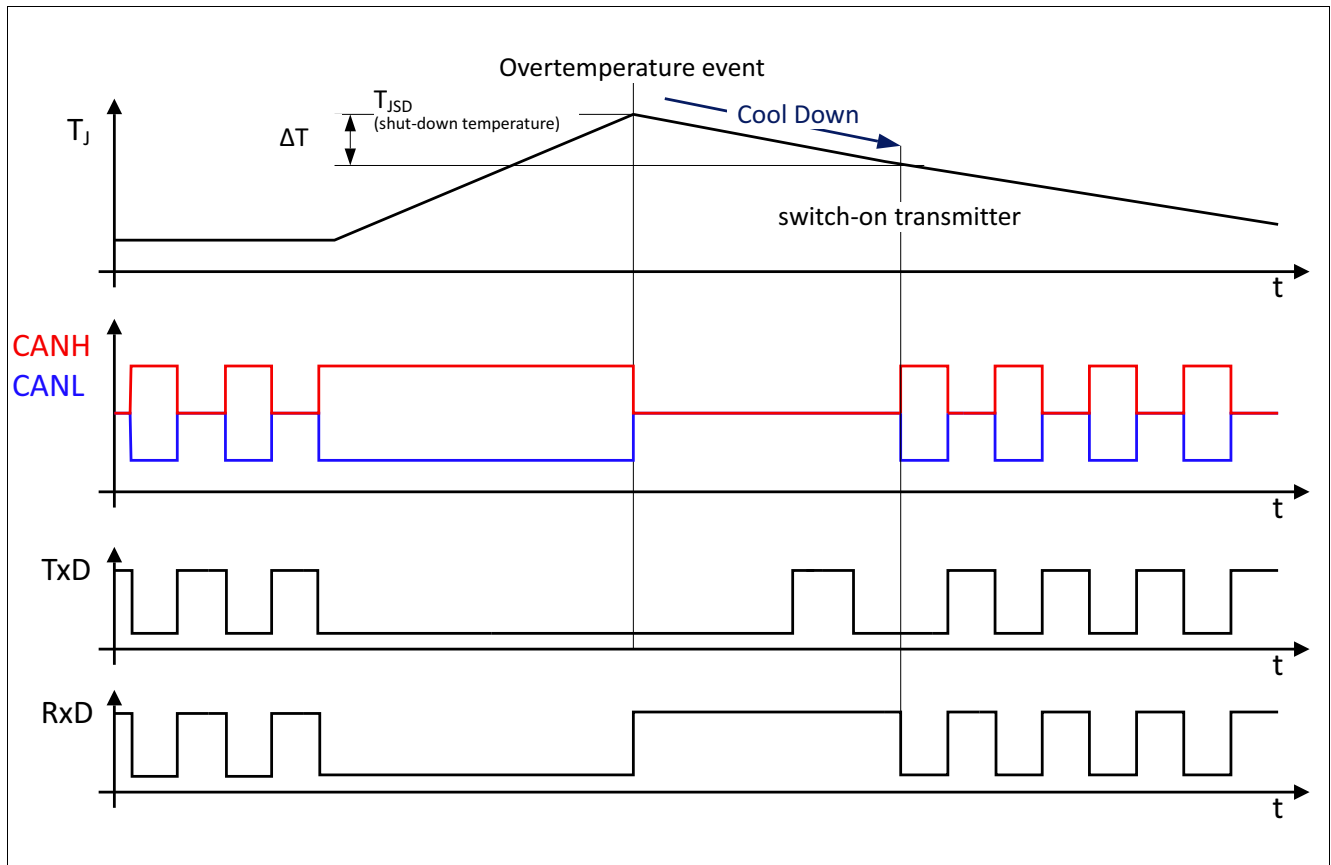 Overtemperature event
T_JSD
(shut-down temperature)
Cool Down
T_J
ΔT
switch-on transmitter
t
CANH
CANL
t
TxD
t
RxD
t